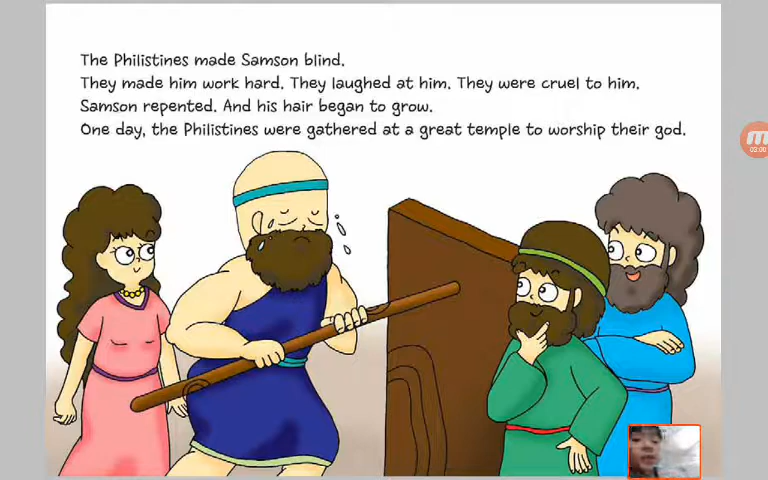 The Philistines made Samson blind.
They made him work hard. They laughed at him. They were cruel to him.
Samson repented. And his hair began to grow.
One day, the Philistines were gathered at a great temple to worship their god.